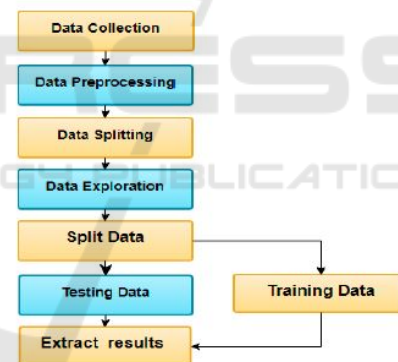 Data Collection
Data Preprocessing
Data Splitting
Data Exploration
Split Data
Testing Data
Training Data
Extract results